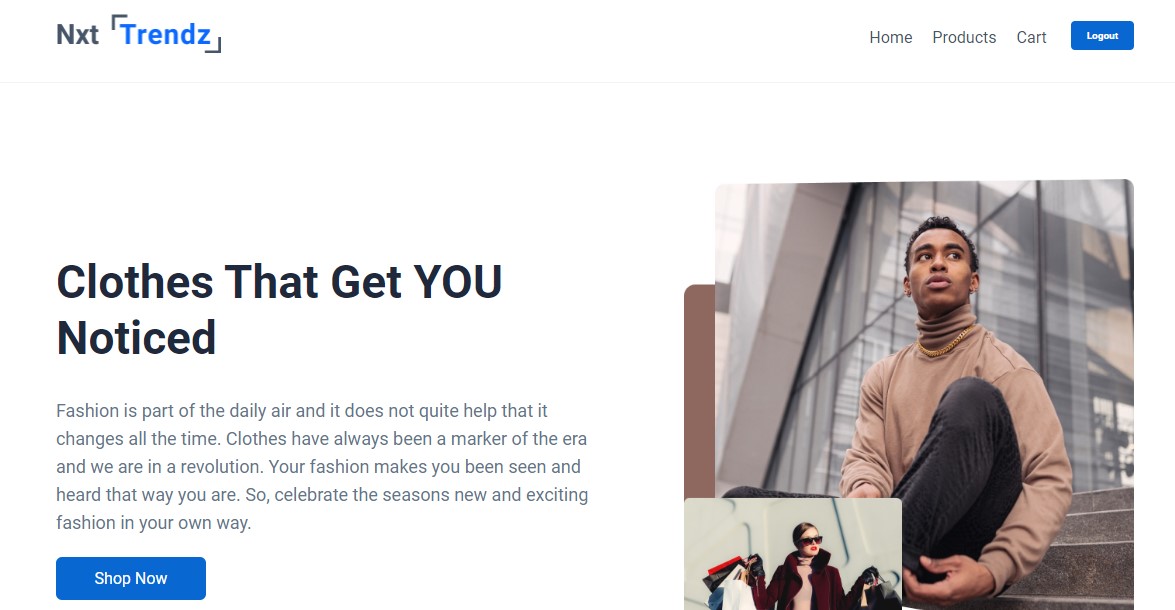 Nxt Trendz
Home Products Cart Logout
Clothes That Get YOU
Noticed
Fashion is part of the daily air and it does not quite help that it
changes all the time. Clothes have always been a marker of the era
and we are in a revolution. Your fashion makes you been seen and
heard that way you are. So, celebrate the seasons new and exciting
fashion in your own way.
Shop Now